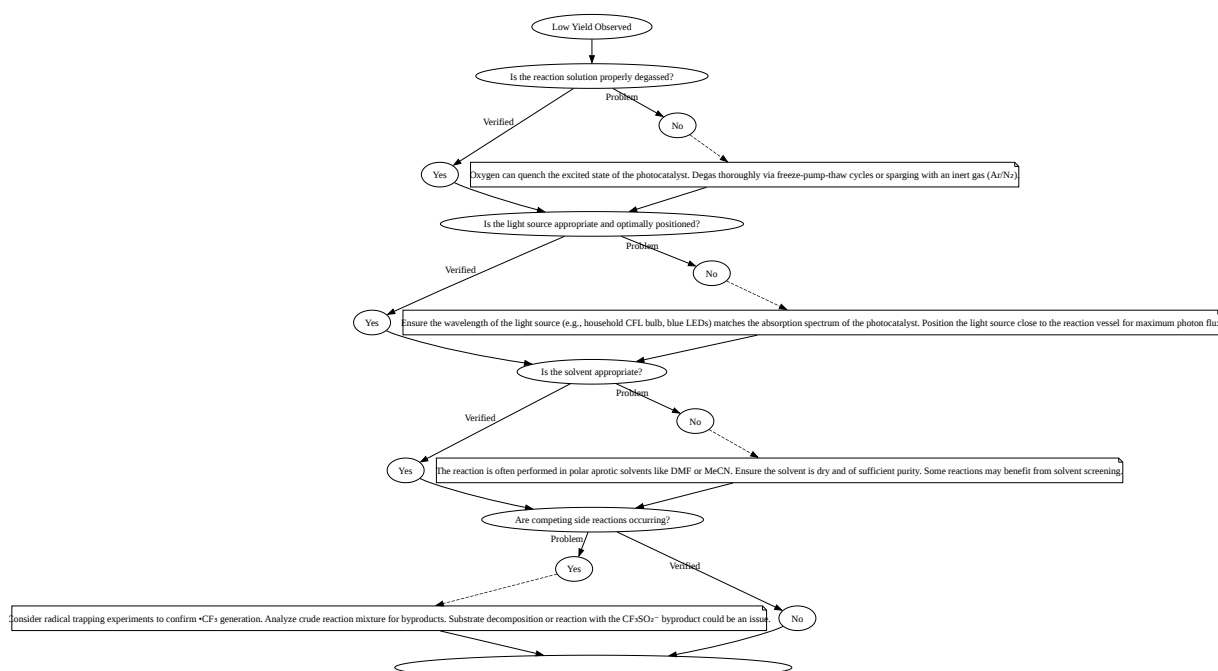 Low Yield Observed
Is the reaction solution properly degassed?
Problem
Verified
No
Yes
Oxygen can quench the excited state of the photocatalyst. Degas thoroughly via freeze-pump-thaw cycles or sparging with an inert gas (Ar/N₂).
Is the light source appropriate and optimally positioned?
Problem
Verified
No
Yes
Ensure the wavelength of the light source (e.g., household CFL bulb, blue LEDs) matches the absorption spectrum of the photocatalyst. Position the light source close to the reaction vessel for maximum photon flu
Is the solvent appropriate?
Problem
Verified
No
Yes
The reaction is often performed in polar aprotic solvents like DMF or MeCN. Ensure the solvent is dry and of sufficient purity. Some reactions may benefit from solvent screening.
Are competing side reactions occurring?
Problem
Verified
Yes
Consider radical trapping experiments to confirm •CF₃ generation. Analyze crude reaction mixture for byproducts. Substrate decomposition or reaction with the CF₃SO₂⁻ byproduct could be an issue.
No